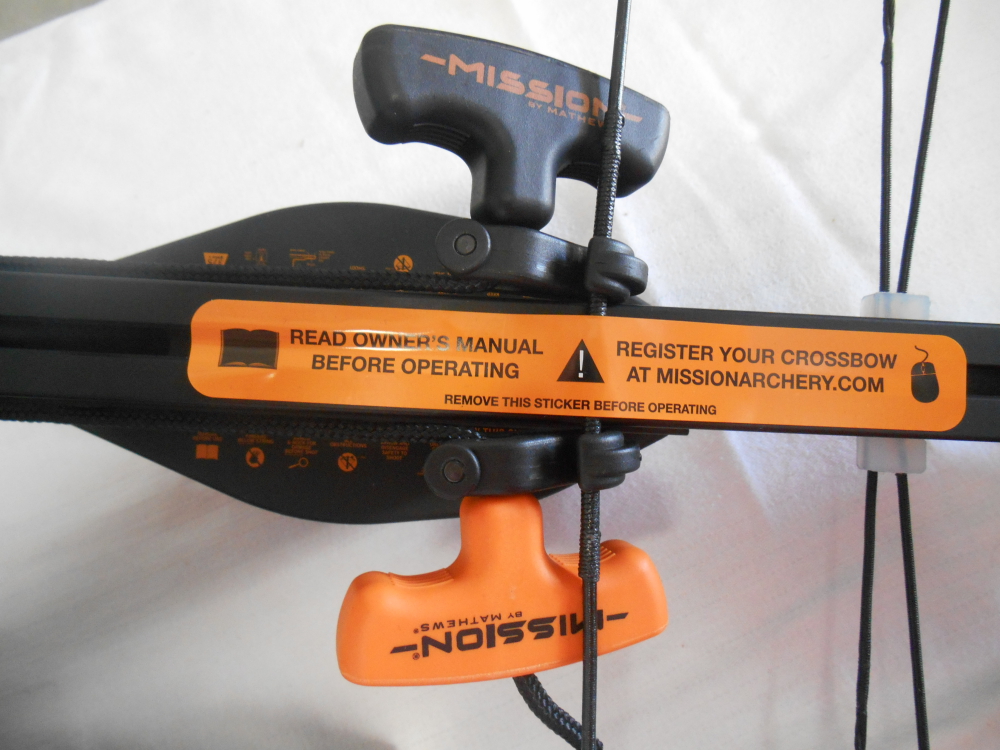 -MISSION-
BY MATHEWS
READ OWNER'S MANUAL
BEFORE OPERATING
!
REGISTER YOUR CROSSBOW
AT MISSIONARCHERY.COM
REMOVE THIS STICKER BEFORE OPERATING
-MISSION®-
BY MATHEWS®